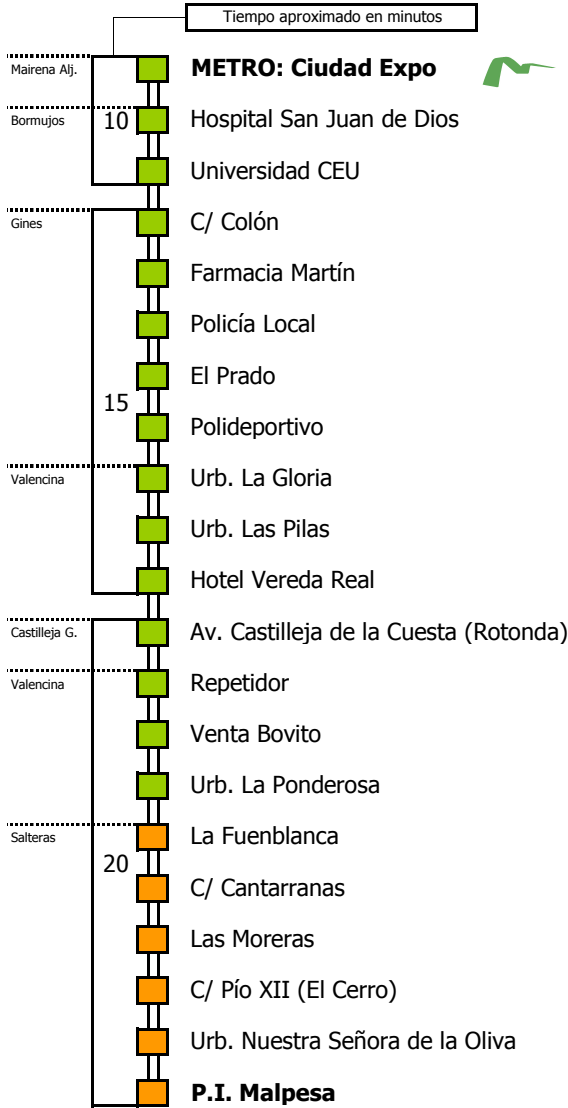 Tiempo aproximado en minutos
Mairena Alj.
METRO: Ciudad Expo
Bormujos
10
Hospital San Juan de Dios
Universidad CEU
Gines
C/ Colón
Farmacia Martín
Policía Local
El Prado
15
Polideportivo
Valencina
Urb. La Gloria
Urb. Las Pilas
Hotel Vereda Real
Castilleja G.
Av. Castilleja de la Cuesta (Rotonda)
Valencina
Repetidor
Venta Bovito
Urb. La Ponderosa
Salteras
La Fuenblanca
20
C/ Cantarranas
Las Moreras
C/ Pío XII (El Cerro)
Urb. Nuestra Señora de la Oliva
P.I. Malpesa